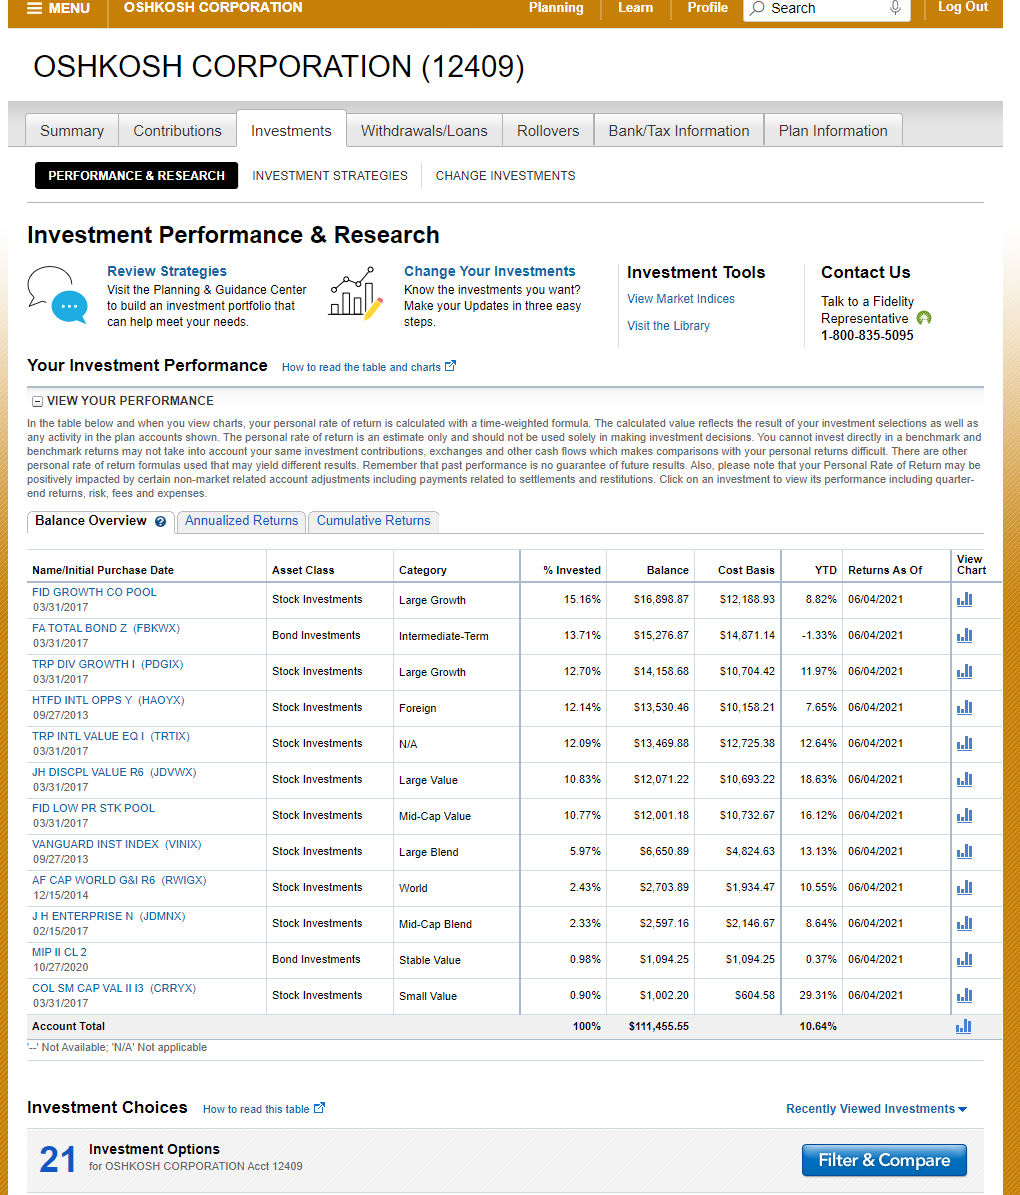 MENU OSHKOSH CORPORATION Planning Learn Profile Search Log Out
OSHKOSH CORPORATION (12409)
Summary Contributions Investments Withdrawals/Loans Rollovers Bank/Tax Information Plan Information
PERFORMANCE & RESEARCH INVESTMENT STRATEGIES CHANGE INVESTMENTS
Investment Performance & Research
Review Strategies
Visit the Planning & Guidance Center
to build an investment portfolio that
can help meet your needs.
Change Your Investments
Know the investments you want?
Make your Updates in three easy
steps.
Investment Tools
View Market Indices
Visit the Library
Contact Us
Talk to a Fidelity
Representative
1-800-835-5095
Your Investment Performance How to read the table and charts
VIEW YOUR PERFORMANCE
In the table below and when you view charts, your personal rate of return is calculated with a time-weighted formula. The calculated value reflects the result of your investment selections as well as
any activity in the plan accounts shown. The personal rate of return is an estimate only and should not be used solely in making investment decisions. You cannot invest directly in a benchmark and
benchmark returns may not take into account your same investment contributions, exchanges and other cash flows which makes comparisons with your personal returns difficult. There are other
personal rate of return formulas used that may yield different results. Remember that past performance is no guarantee of future results. Also, please note that your Personal Rate of Return may be
positively impacted by certain non-market related account adjustments including payments related to settlements and restitutions. Click on an investment to view its performance including quarter-
end returns, risk, fees and expenses.
Balance Overview ? Annualized Returns Cumulative Returns
Name/Initial Purchase Date Asset Class Category % Invested Balance Cost Basis YTD Returns As Of View Chart
FID GROWTH CO POOL
03/31/2017 Stock Investments Large Growth 15.16% $16,898.87 $12,188.93 8.82% 06/04/2021
FA TOTAL BOND Z (FBKWX)
03/31/2017 Bond Investments Intermediate-Term 13.71% $15,276.87 $14,871.14 -1.33% 06/04/2021
TRP DIV GROWTH I (PDGIX)
03/31/2017 Stock Investments Large Growth 12.70% $14,158.68 $10,704.42 11.97% 06/04/2021
HTFD INTL OPPS Y (HAOYX)
09/27/2013 Stock Investments Foreign 12.14% $13,530.46 $10,158.21 7.65% 06/04/2021
TRP INTL VALUE EQ I (TRTIX)
03/31/2017 Stock Investments N/A 12.09% $13,469.88 $12,725.38 12.64% 06/04/2021
JH DISCPL VALUE R6 (JDVWX)
03/31/2017 Stock Investments Large Value 10.83% $12,071.22 $10,693.22 18.63% 06/04/2021
FID LOW PR STK POOL
03/31/2017 Stock Investments Mid-Cap Value 10.77% $12,001.18 $10,732.67 16.12% 06/04/2021
VANGUARD INST INDEX (VINIX)
09/27/2013 Stock Investments Large Blend 5.97% $6,650.89 $4,824.63 13.13% 06/04/2021
AF CAP WORLD G&I R6 (RWIGX)
12/15/2014 Stock Investments World 2.43% $2,703.89 $1,934.47 10.55% 06/04/2021
J H ENTERPRISE N (JDMNX)
02/15/2017 Stock Investments Mid-Cap Blend 2.33% $2,597.16 $2,146.67 8.64% 06/04/2021
MIP II CL 2
10/27/2020 Bond Investments Stable Value 0.98% $1,094.25 $1,094.25 0.37% 06/04/2021
COL SM CAP VAL II I3 (CRRYX)
03/31/2017 Stock Investments Small Value 0.90% $1,002.20 $604.58 29.31% 06/04/2021
Account Total 100% $111,455.55 10.64%
'--' Not Available; 'N/A' Not applicable
Investment Choices How to read this table Recently Viewed Investments
21 Investment Options
for OSHKOSH CORPORATION Acct 12409
Filter & Compare